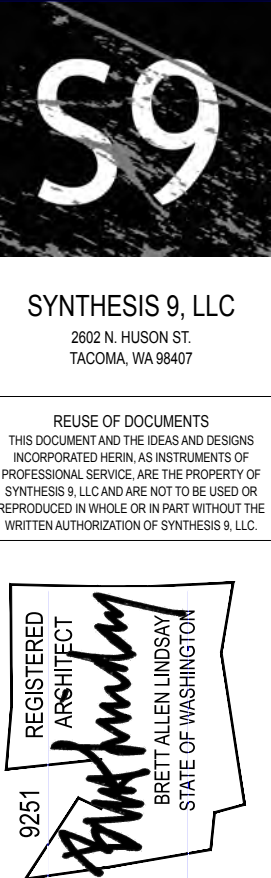 S9
SYNTHESIS 9, LLC
2602 N. HUSON ST.
TACOMA, WA 98407
REUSE OF DOCUMENTS
THIS DOCUMENT AND THE IDEAS AND DESIGNS
INCORPORATED HERIN, AS INSTRUMENTS OF
PROFESSIONAL SERVICE, ARE THE PROPERTY OF
SYNTHESIS 9, LLC AND ARE NOT TO BE USED OR
REPRODUCED IN WHOLE OR IN PART WITHOUT THE
WRITTEN AUTHORIZATION OF SYNTHESIS 9, LLC.
9251 REGISTERED
ARCHITECT
BRETT ALLEN LINDSAY
STATE OF WASHINGTON